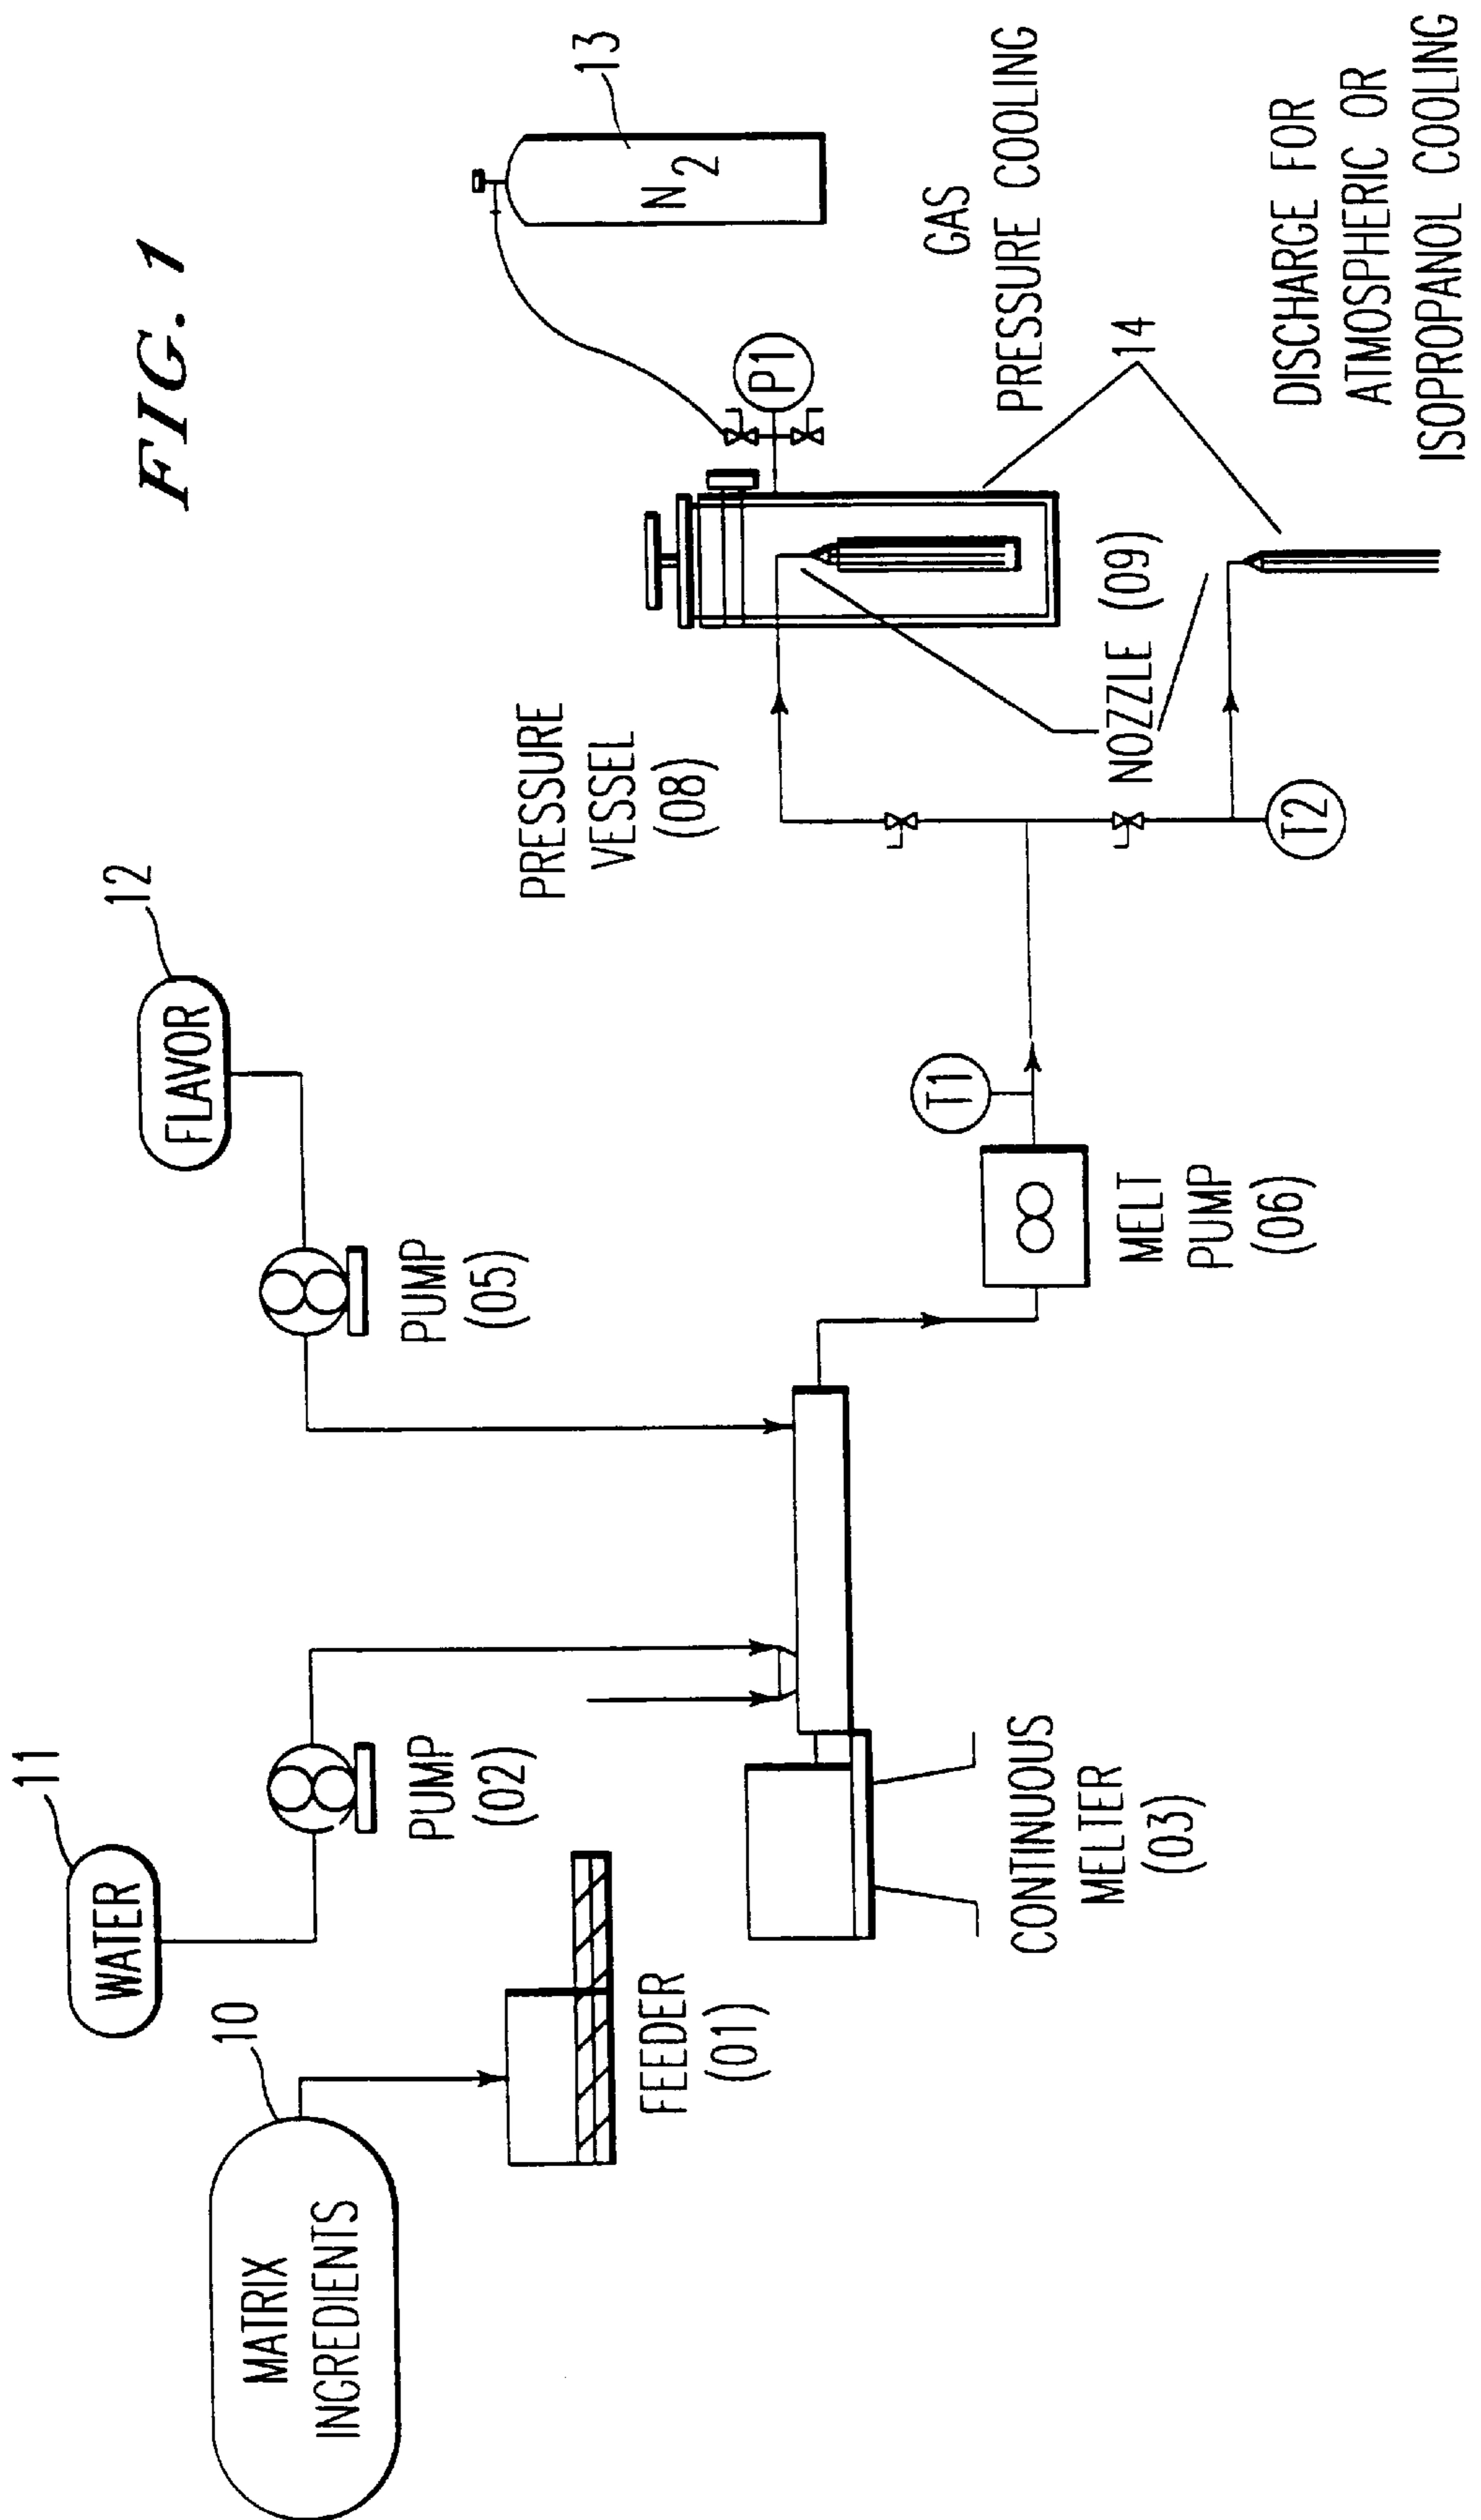 FIG. 1
11
WATER
12
FLAVOR
10
MATRIX
INGREDIENTS
PUMP
(02)
PUMP
(05)
FEEDER
(01)
CONTINUOUS
MELTER
(03)
MELT
PUMP
(06)
T1
T2
PRESSURE
VESSEL
(08)
NOZZLE (09)
P1
13
N2
GAS
PRESSURE COOLING
14
DISCHARGE FOR
ATMOSPHERIC OR
ISOPROPANOL COOLING